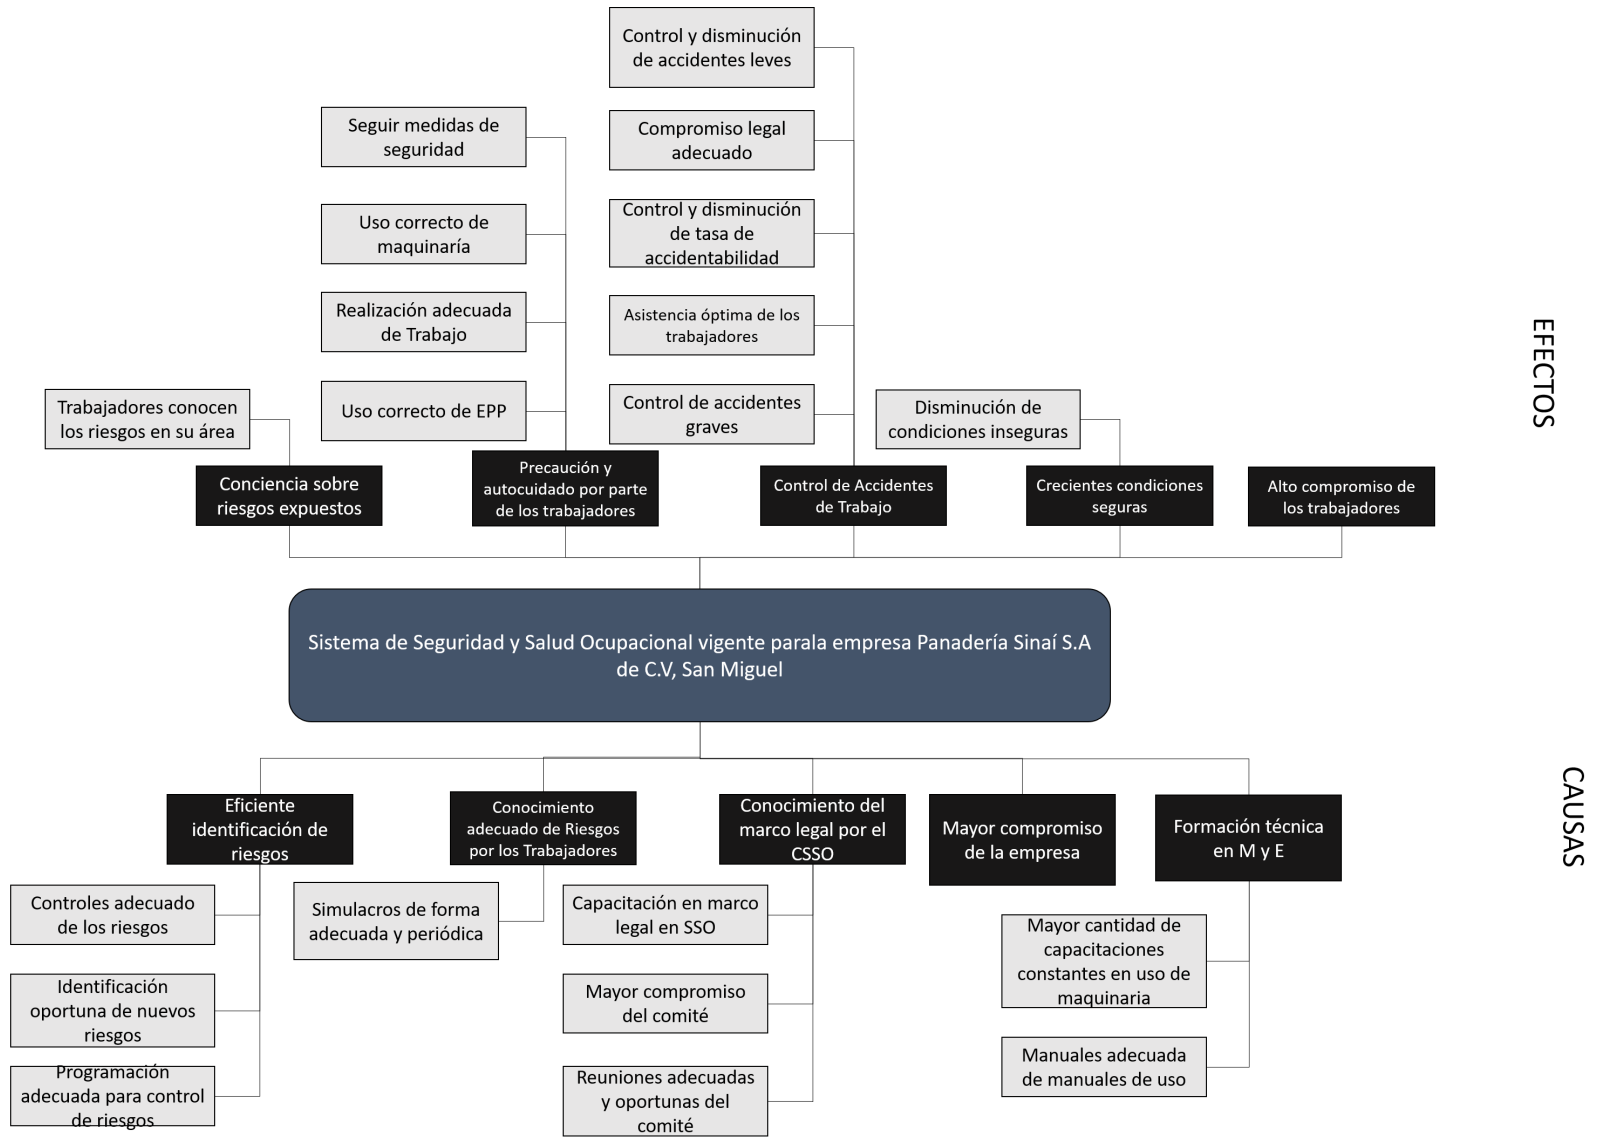 Control y disminución
de accidentes leves
Seguir medidas de
seguridad
Compromiso legal
adecuado
Uso correcto de
maquinaría
Control y disminución
de tasa de
accidentabilidad
Realización adecuada
de Trabajo
Asistencia óptima de los
trabajadores
EFECTOS
Trabajadores conocen
los riesgos en su área
Uso correcto de EPP
Control de accidentes
graves
Disminución de
condiciones inseguras
Conciencia sobre
riesgos expuestos
Precaución y
autocuidado por parte
de los trabajadores
Control de Accidentes
de Trabajo
Crecientes condiciones
seguras
Alto compromiso de
los trabajadores
Sistema de Seguridad y Salud Ocupacional vigente parala empresa Panadería Sinaí S.A
de C.V, San Miguel
CAUSAS
Eficiente
identificación de
riesgos
Conocimiento
adecuado de Riesgos
por los Trabajadores
Conocimiento del
marco legal por el
CSSO
Mayor compromiso
de la empresa
Formación técnica
en M y E
Controles adecuado
de los riesgos
Simulacros de forma
adecuada y periódica
Capacitación en marco
legal en SSO
Mayor cantidad de
capacitaciones
constantes en uso de
maquinaria
Identificación
oportuna de nuevos
riesgos
Mayor compromiso
del comité
Manuales adecuada
de manuales de uso
Programación
adecuada para control
de riesgos
Reuniones adecuadas
y oportunas del
comité